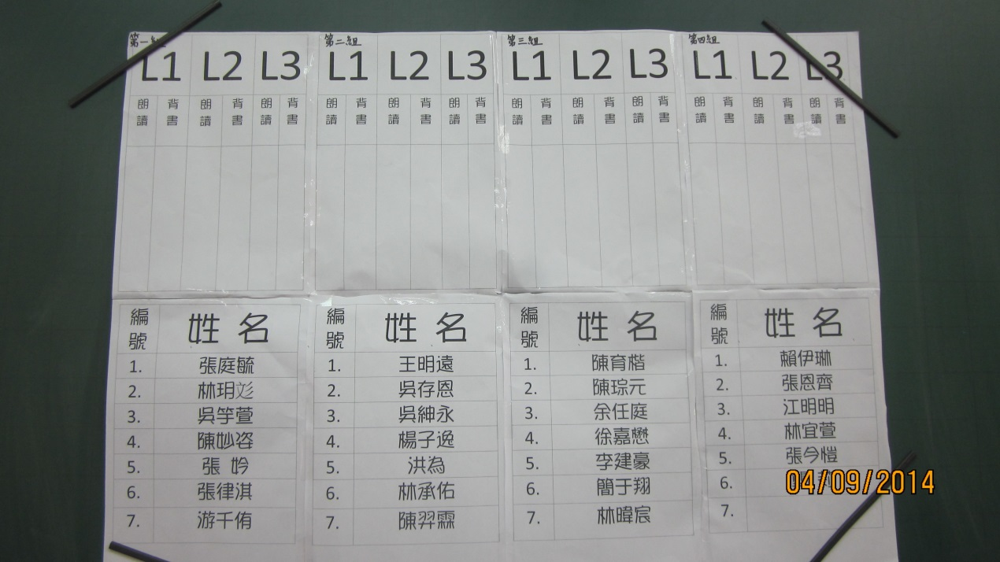 第一組 第二組 第三組 第四組
L1 L2 L3 L1 L2 L3 L1 L2 L3 L1 L2 L3
朗讀 背書 朗讀 背書 朗讀 背書 朗讀 背書 朗讀 背書 朗讀 背書 朗讀 背書 朗讀 背書 朗讀 背書 朗讀 背書 朗讀 背書 朗讀 背書
編號 姓名
1. 張庭毓
2. 林玥彣
3. 吳竽萱
4. 陳妙姿
5. 張 妗
6. 張律淇
7. 游千侑
編號 姓名
1. 王明遠
2. 吳存恩
3. 吳紳永
4. 楊子逸
5. 洪為
6. 林承佑
7. 陳羿霖
編號 姓名
1. 陳育楷
2. 陳琮元
3. 余任庭
4. 徐嘉懋
5. 李建豪
6. 簡于翔
7. 林暐宸
編號 姓名
1. 賴伊琳
2. 張恩齊
3. 江明明
4. 林宜萱
5. 張今愷
6.
7.
04/09/2014